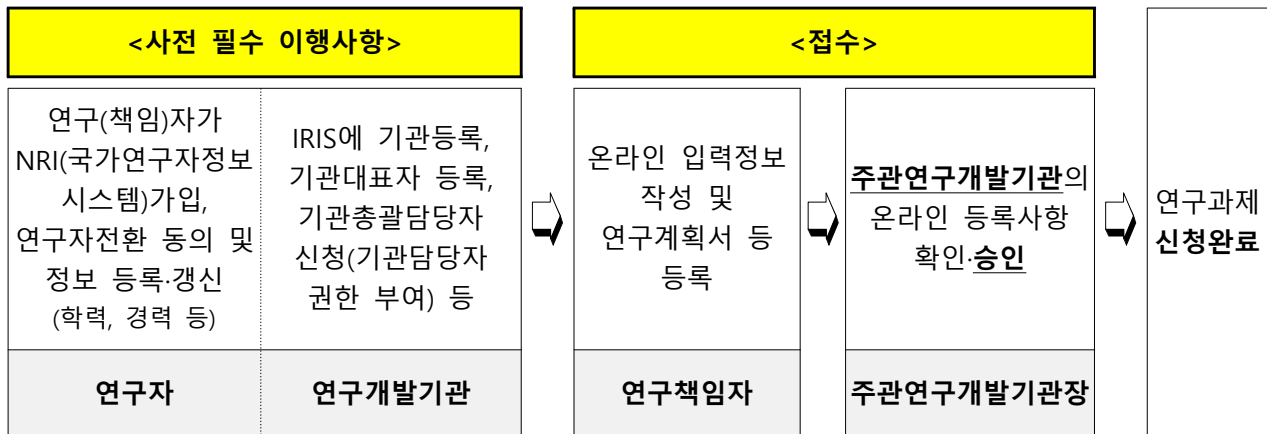 <사전 필수 이행사항>
연구(책임)자가
NRI(국가연구자정보
시스템)가입,
연구자전환 동의 및
정보 등록·갱신
(학력, 경력 등)
연구자
IRIS에 기관등록,
기관대표자 등록,
기관총괄담당자
신청(기관담당자
권한 부여) 등
연구개발기관
<접수>
온라인 입력정보
작성 및
연구계획서 등
등록
연구책임자
주관연구개발기관의
온라인 등록사항
확인·승인
주관연구개발기관장
연구과제
신청완료